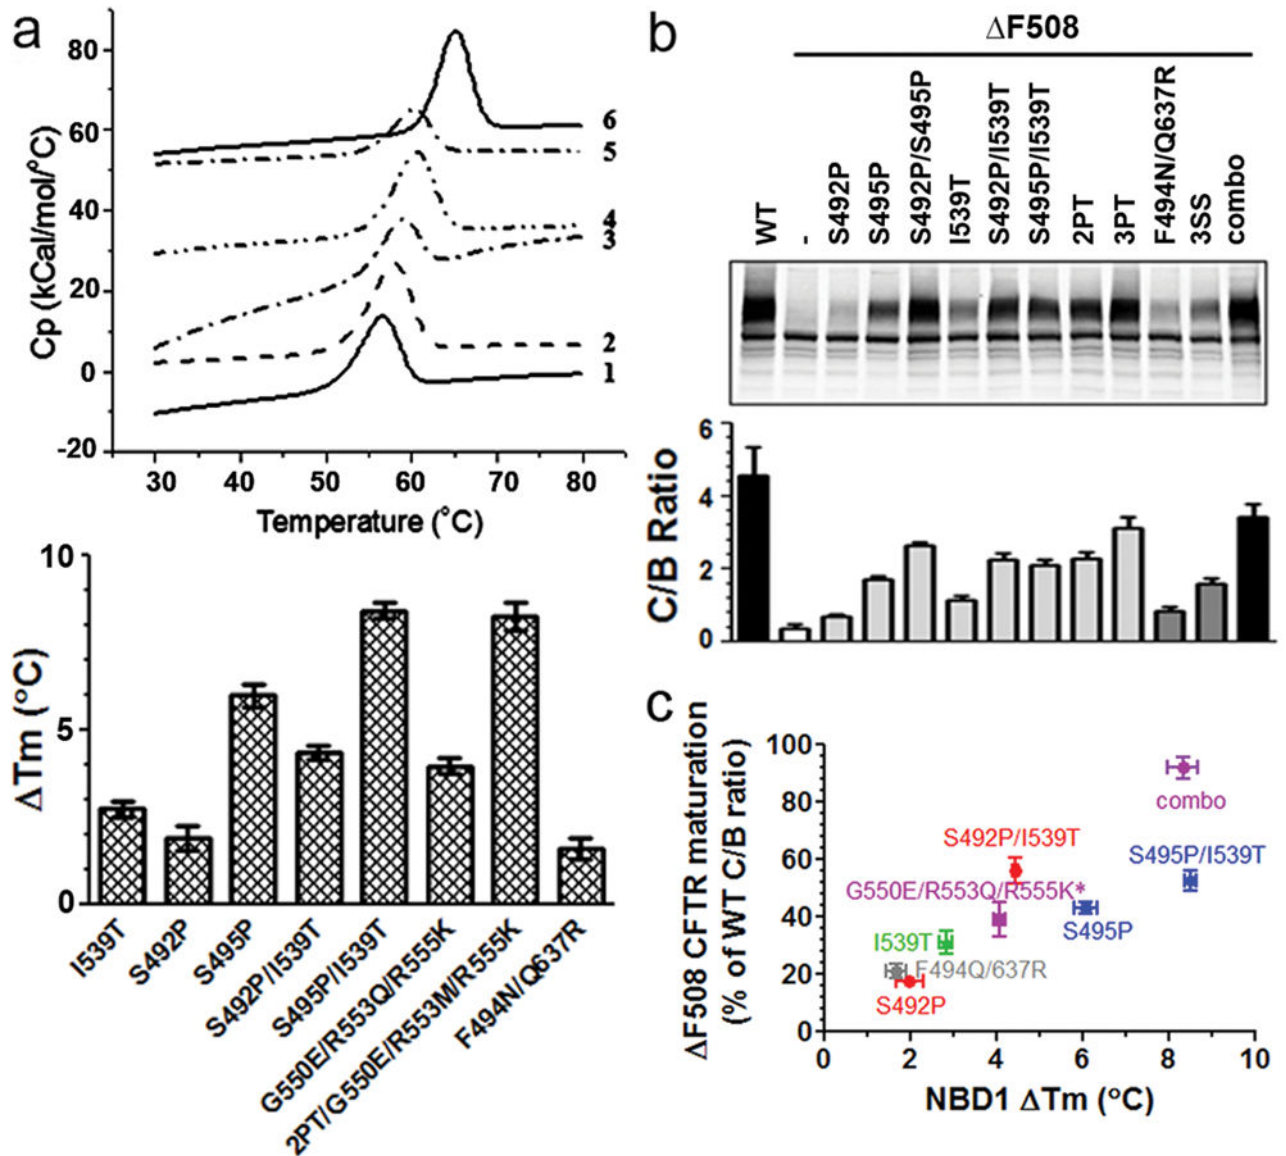 a
Cp (kCal/mol/°C)
80
60
40
20
0
-20
6
5
4
3
2
1
30 40 50 60 70 80
Temperature (°C)
ΔTm (°C)
10
5
0
I539T
S492P
S495P
S492P/I539T
S495P/I539T
G550E/R553Q/R555K
2PT/G550E/R553M/R555K
F494N/Q637R
b
ΔF508
WT
-
S492P
S495P
S492P/S495P
I539T
S492P/I539T
S495P/I539T
2PT
3PT
F494N/Q637R
3SS
combo
C/B Ratio
6
4
2
0
c
ΔF508 CFTR maturation
(% of WT C/B ratio)
100
80
60
40
20
0
combo
S492P/I539T
S495P/I539T
G550E/R553Q/R555K*
S495P
I539T
F494Q/637R
S492P
0 2 4 6 8 10
NBD1 ΔTm (°C)